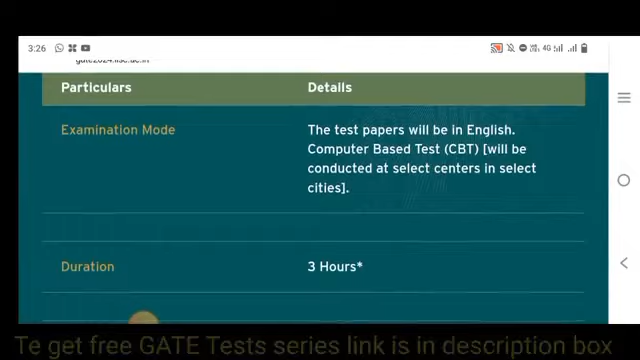 3:26
4G
gate2024.iisc.ac.in
Particulars Details
Examination Mode The test papers will be in English.
Computer Based Test (CBT) [will be
conducted at select centers in select
cities].
Duration 3 Hours*
Te get free GATE Tests series link is in description box